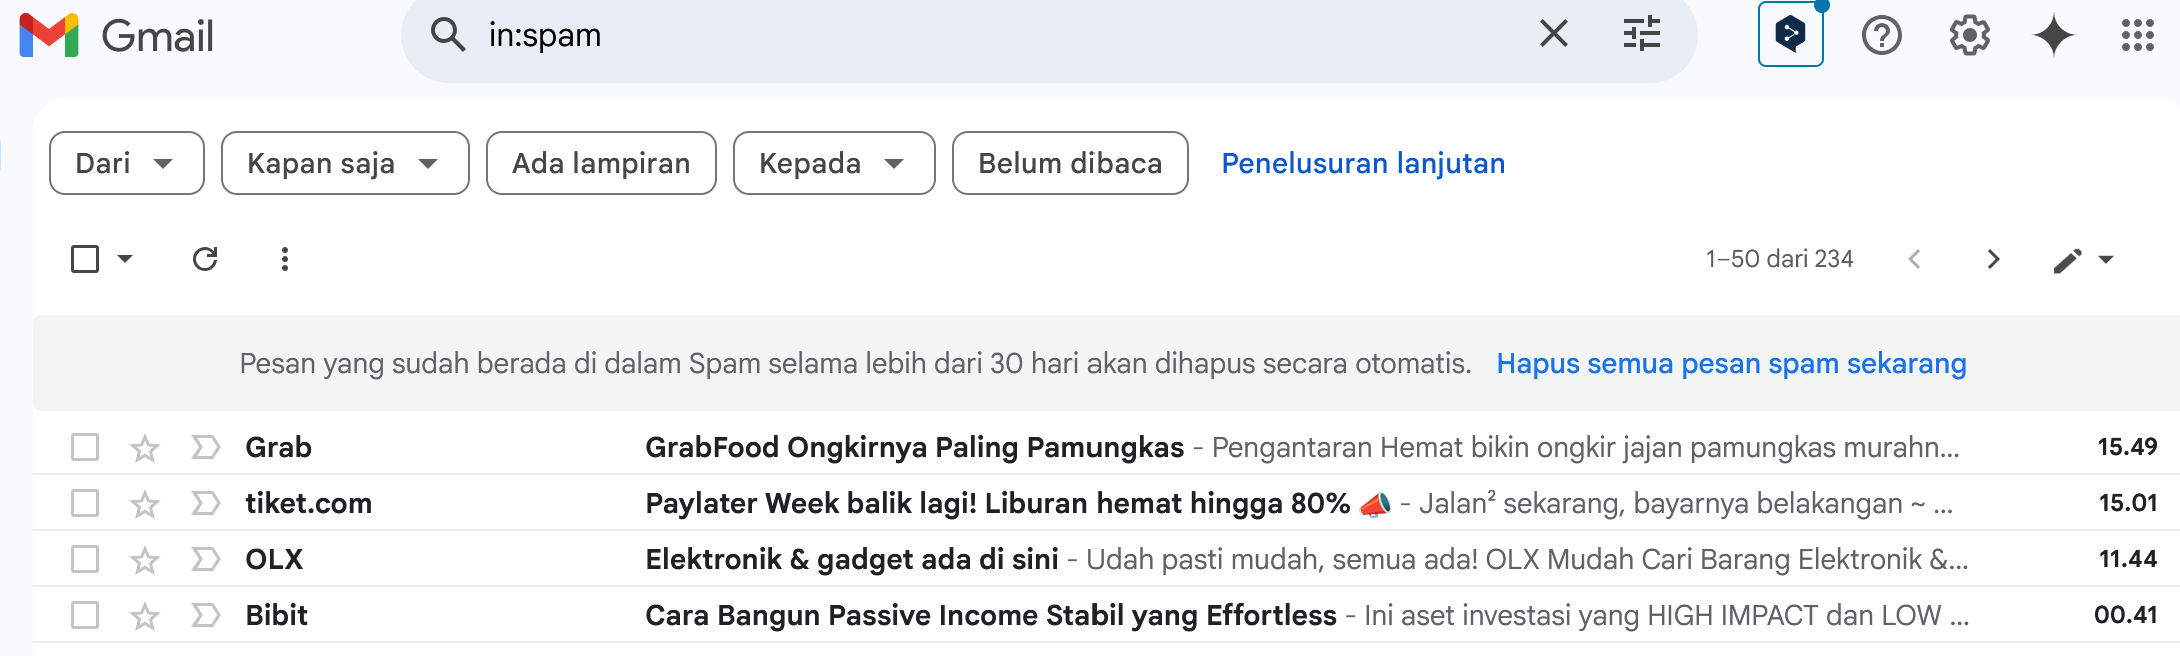 Gmail
in:spam
Dari
Kapan saja
Ada lampiran
Kepada
Belum dibaca
Penelusuran lanjutan
1–50 dari 234
Pesan yang sudah berada di dalam Spam selama lebih dari 30 hari akan dihapus secara otomatis. Hapus semua pesan spam sekarang
Grab GrabFood Ongkirnya Paling Pamungkas - Pengantaran Hemat bikin ongkir jajan pamungkas murahn... 15.49
tiket.com Paylater Week balik lagi! Liburan hemat hingga 80% 📣 - Jalan² sekarang, bayarnya belakangan ~ ... 15.01
OLX Elektronik & gadget ada di sini - Udah pasti mudah, semua ada! OLX Mudah Cari Barang Elektronik &... 11.44
Bibit Cara Bangun Passive Income Stabil yang Effortless - Ini aset investasi yang HIGH IMPACT dan LOW ... 00.41